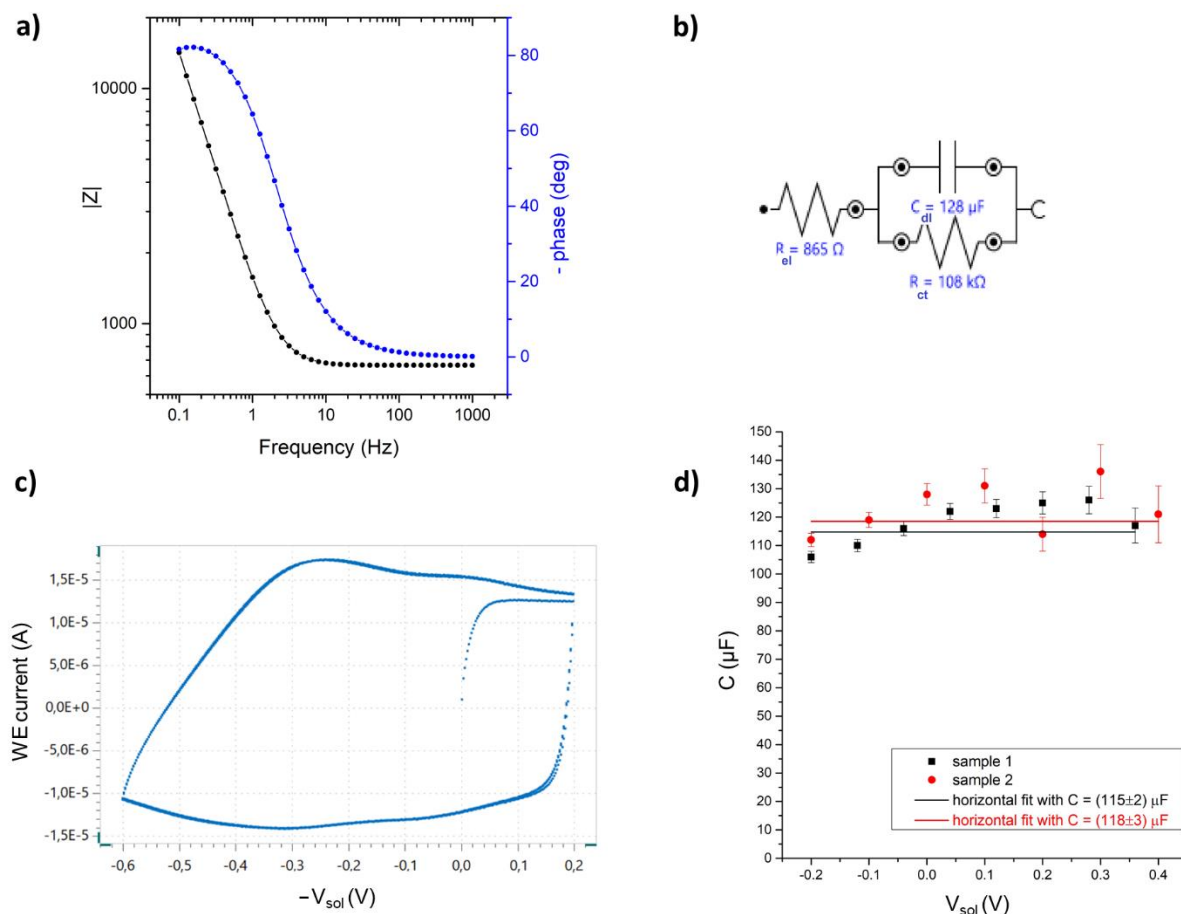 a)
|Z|
10000
1000
80
60
40
20
0
- phase (deg)
0.1 1 10 100 1000
Frequency (Hz)
b)
C = 128 µF
dl
R = 865 Ω
el
R = 108 kΩ
ct
c)
WE current (A)
1,5E-5
1,0E-5
5,0E-6
0,0E+0
-5,0E-6
-1,0E-5
-1,5E-5
-0,6 -0,5 -0,4 -0,3 -0,2 -0,1 0,0 0,1 0,2
−Vsol (V)
d)
C (µF)
150
140
130
120
110
100
90
80
70
60
50
40
30
20
10
0
sample 1
sample 2
horizontal fit with C = (115±2) µF
horizontal fit with C = (118±3) µF
-0.2 -0.1 0.0 0.1 0.2 0.3 0.4
Vsol (V)